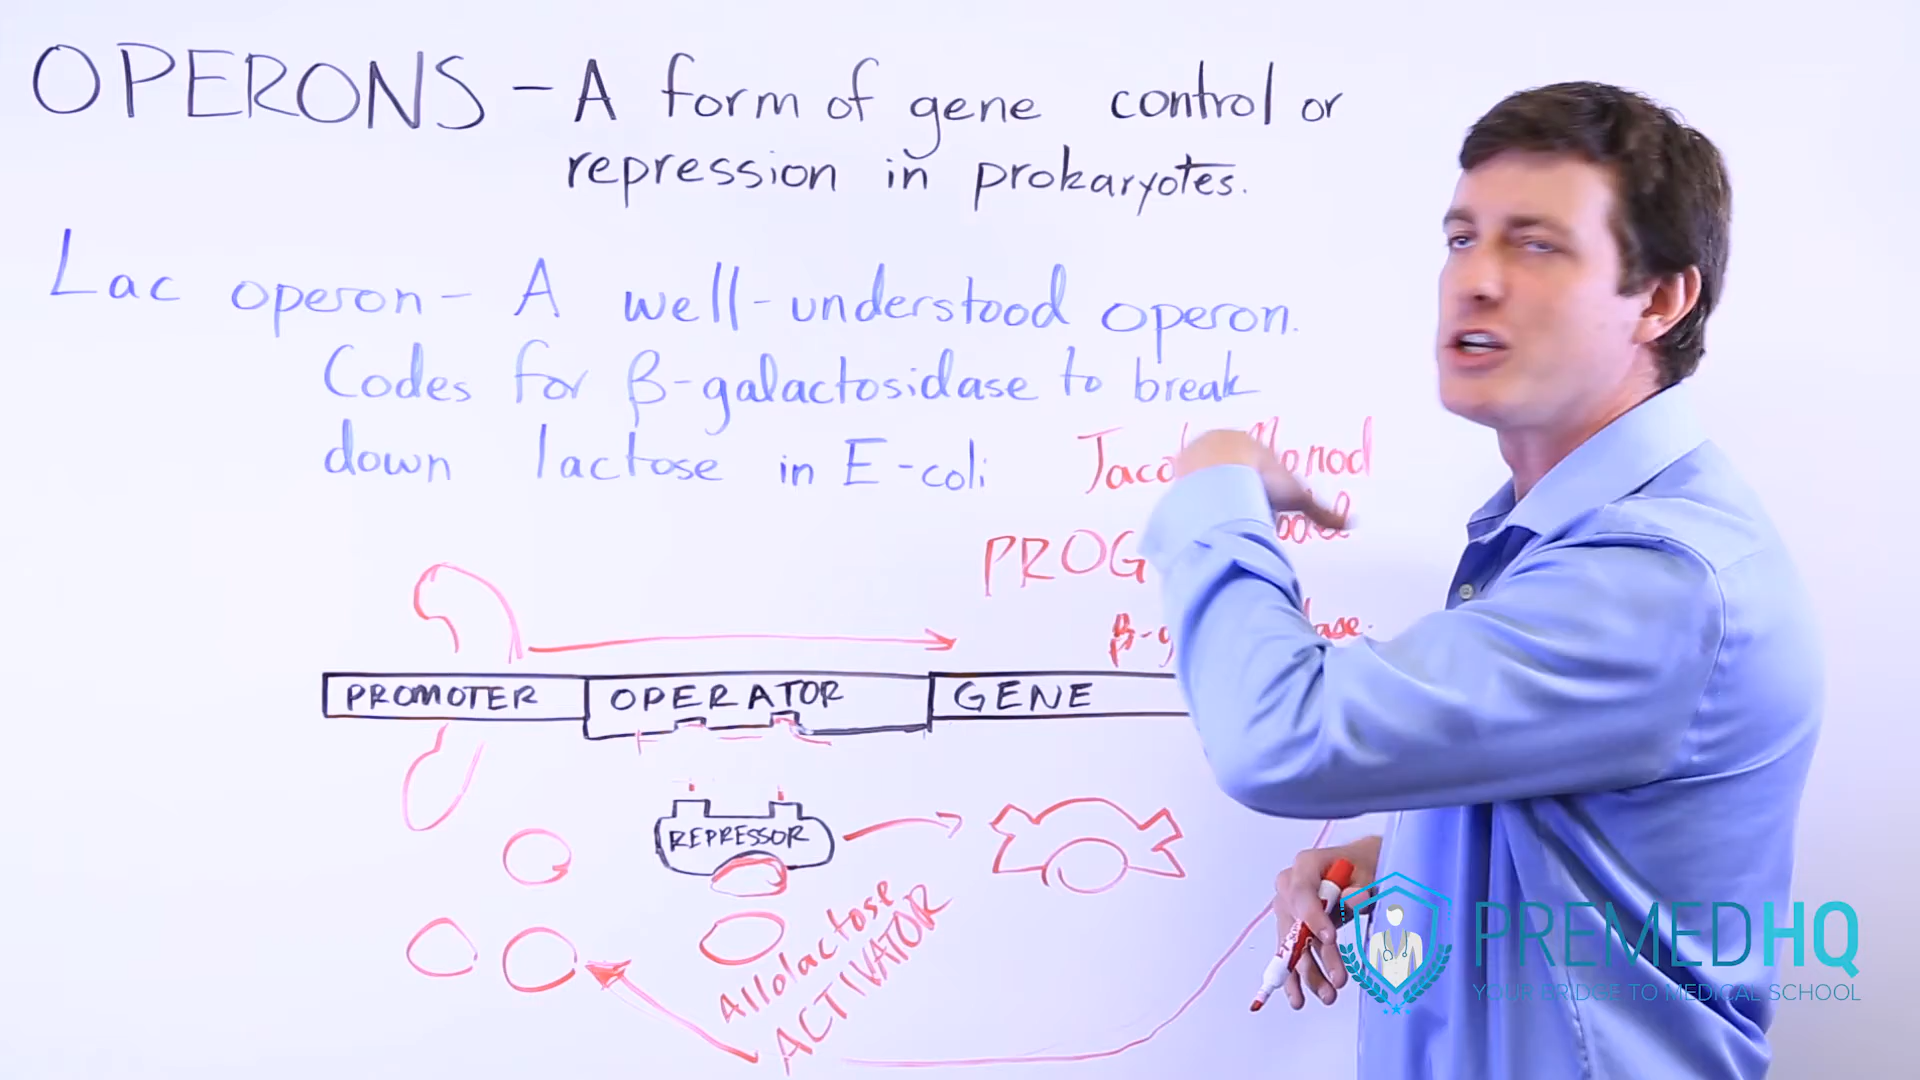 OPERONS - A form of gene control or
repression in prokaryotes.
Lac operon - A well-understood operon.
Codes for β-galactosidase to break
down lactose in E-coli
Monod
PROG
PROMOTER
OPERATOR
GENE
REPRESSOR
Allolactose
ACTIVATOR
PREMEDHQ
YOUR BRIDGE TO MEDICAL SCHOOL